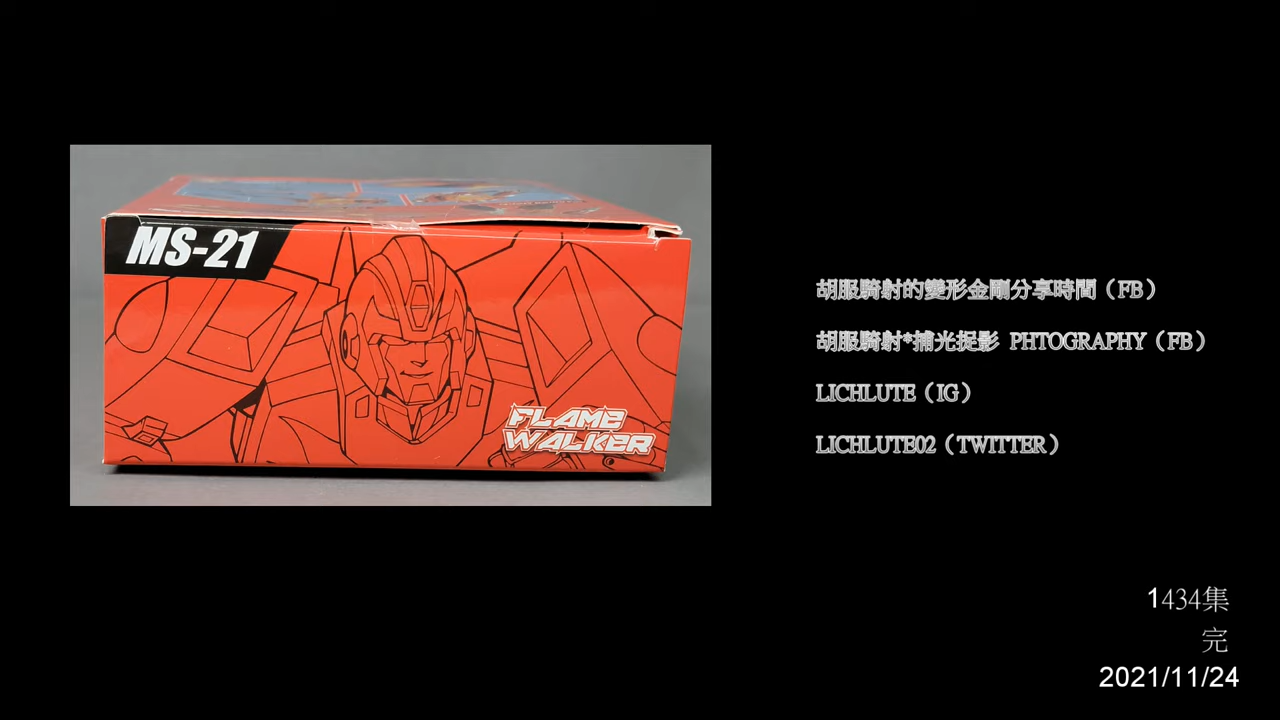 MS-21
FLAME
WALKER
胡服騎射的變形金剛分享時間（FB）
胡服騎射*捕光捉影 PHTOGRAPHY（FB）
LICHLUTE（IG）
LICHLUTE02（TWITTER）
1434集
完
2021/11/24